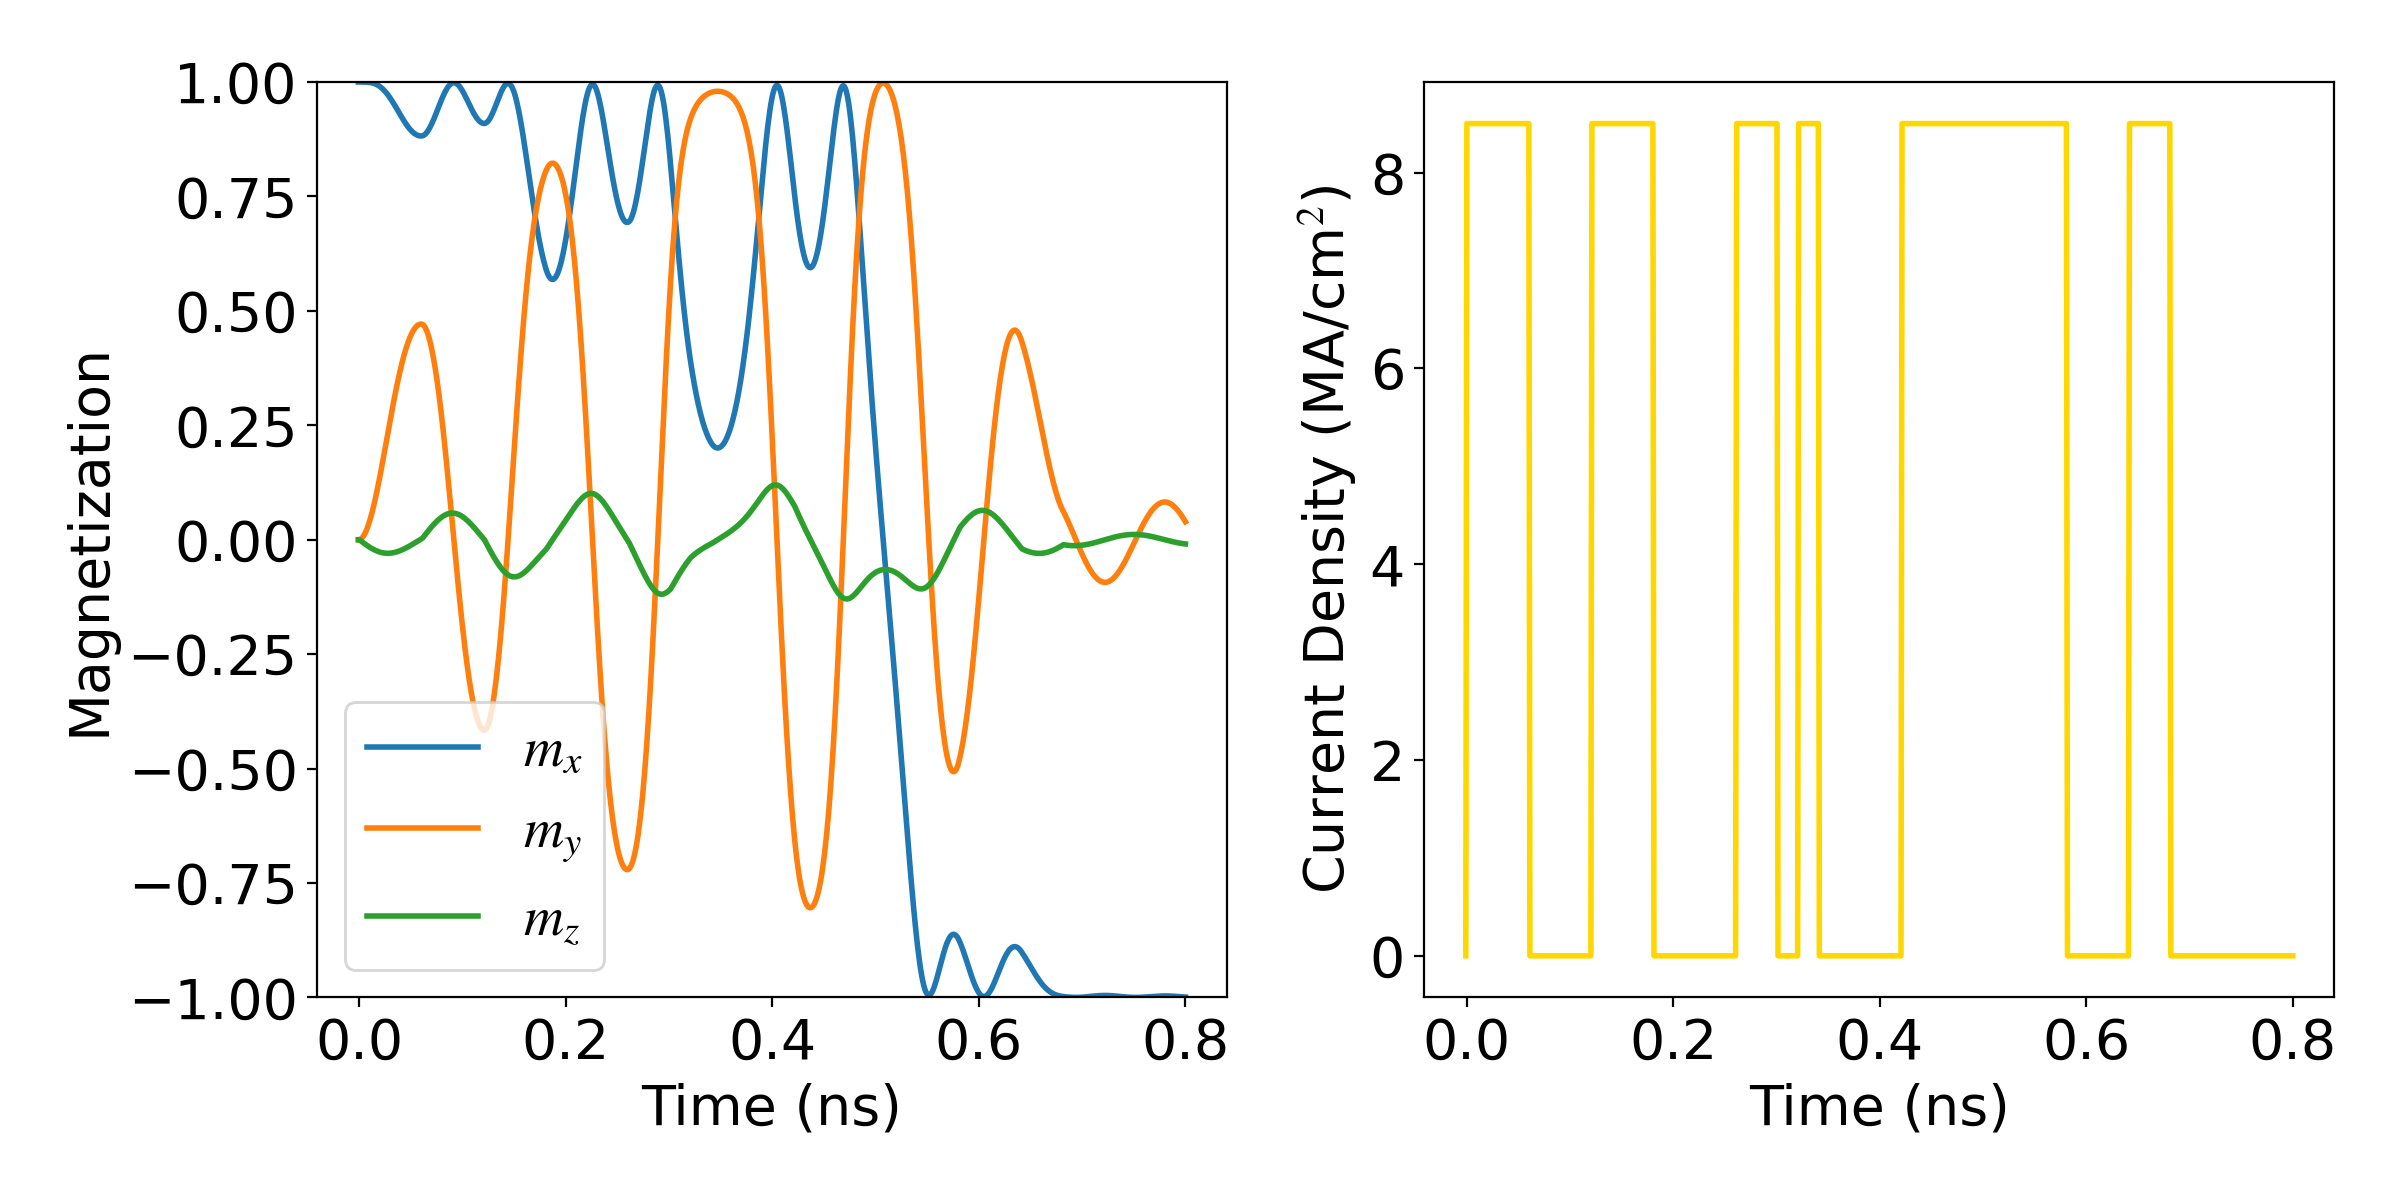 1.00
0.75
0.50
0.25
0.00
−0.25
−0.50
−0.75
−1.00
Magnetization
m_x
m_y
m_z
0.0 0.2 0.4 0.6 0.8
Time (ns)
8
6
4
2
0
Current Density (MA/cm²)
0.0 0.2 0.4 0.6 0.8
Time (ns)